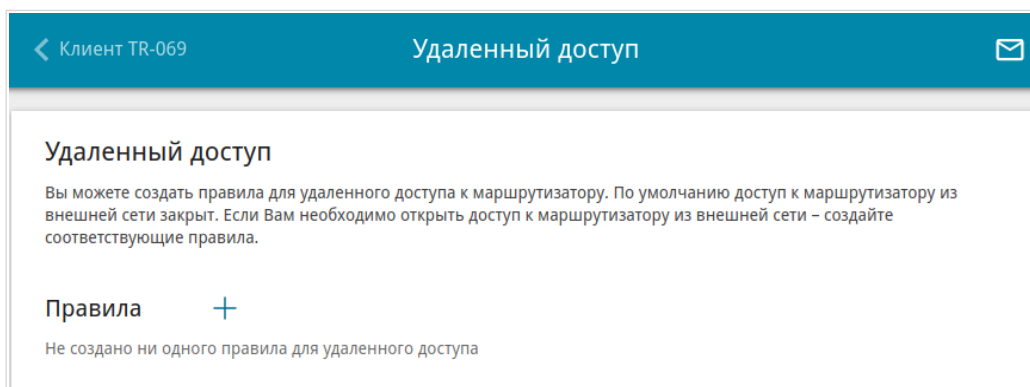 Клиент TR-069
Удаленный доступ
Удаленный доступ
Вы можете создать правила для удаленного доступа к маршрутизатору. По умолчанию доступ к маршрутизатору из
внешней сети закрыт. Если Вам необходимо открыть доступ к маршрутизатору из внешней сети – создайте
соответствующие правила.
Правила
Не создано ни одного правила для удаленного доступа